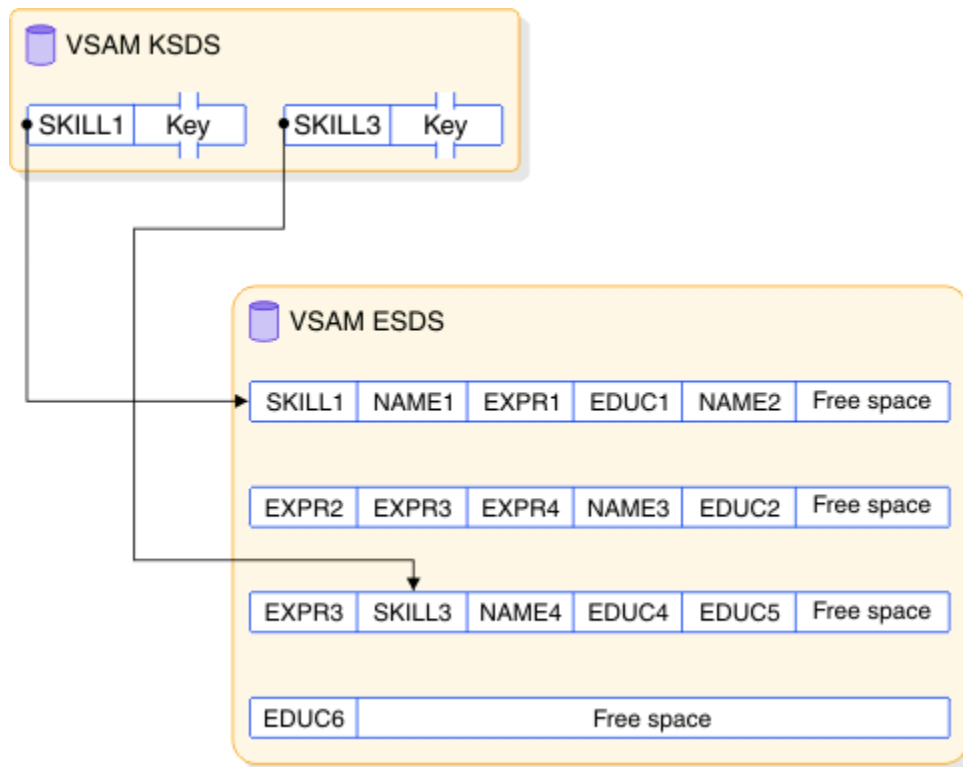 VSAM KSDS
SKILL1 Key SKILL3 Key
VSAM ESDS
SKILL1 NAME1 EXPR1 EDUC1 NAME2 Free space
EXPR2 EXPR3 EXPR4 NAME3 EDUC2 Free space
EXPR3 SKILL3 NAME4 EDUC4 EDUC5 Free space
EDUC6 Free space